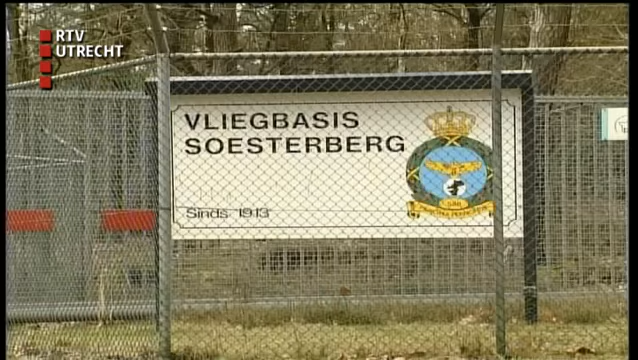 RTV
UTRECHT
VLIEGBASIS
SOESTERBERG
Sinds 1913